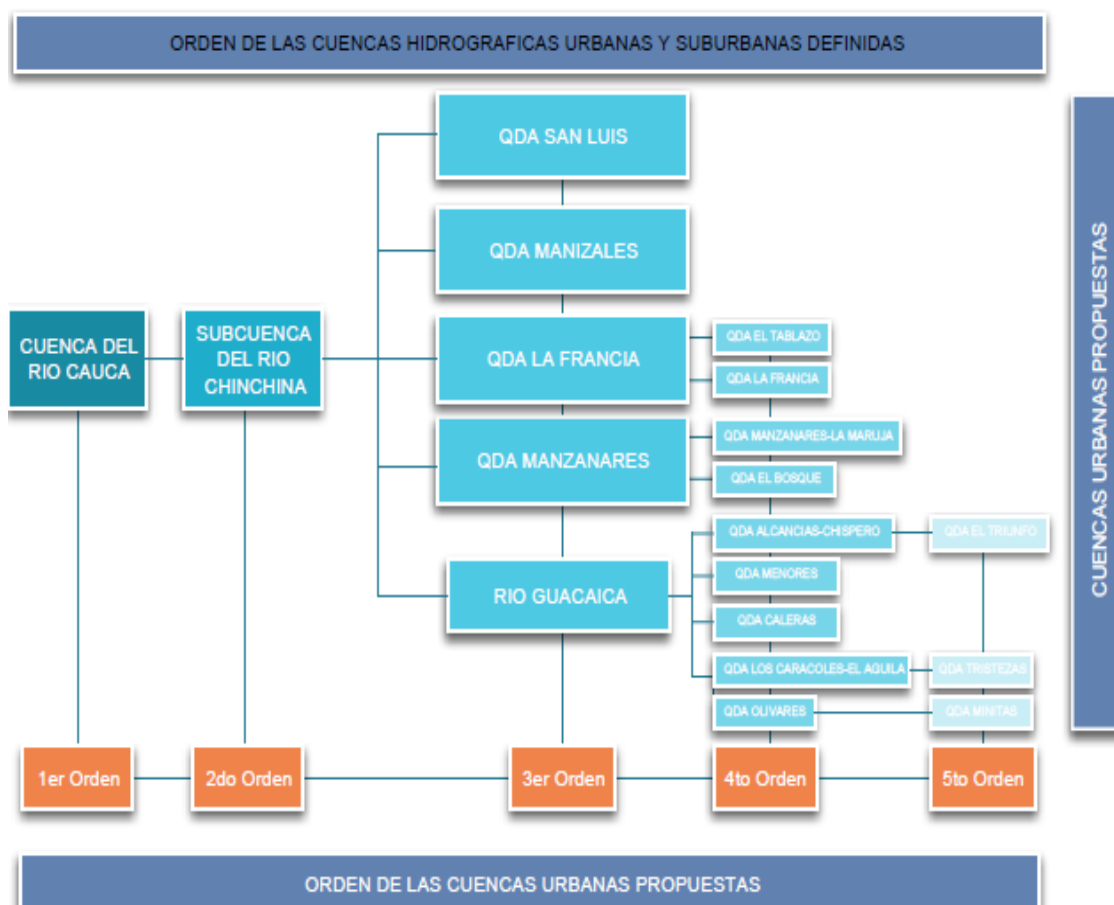 ORDEN DE LAS CUENCAS HIDROGRAFICAS URBANAS Y SUBURBANAS DEFINIDAS
CUENCA DEL
RIO CAUCA
SUBCUENCA
DEL RIO
CHINCHINA
QDA SAN LUIS
QDA MANIZALES
QDA LA FRANCIA
QDA MANZANARES
RIO GUACAICA
QDA EL TABLAZO
QDA LA FRANCIA
QDA MANZANARES-LA MARUJA
QDA EL BOSQUE
QDA ALCANCIAS-CHISPERO
QDA MENORES
QDA CALERAS
QDA LOS CARACOLES-EL AGUILA
QDA OLIVARES
QDA EL TRIUNFO
QDA TRISTEZAS
QDA MINITAS
1er Orden
2do Orden
3er Orden
4to Orden
5to Orden
ORDEN DE LAS CUENCAS URBANAS PROPUESTAS
CUENCAS URBANAS PROPUESTAS